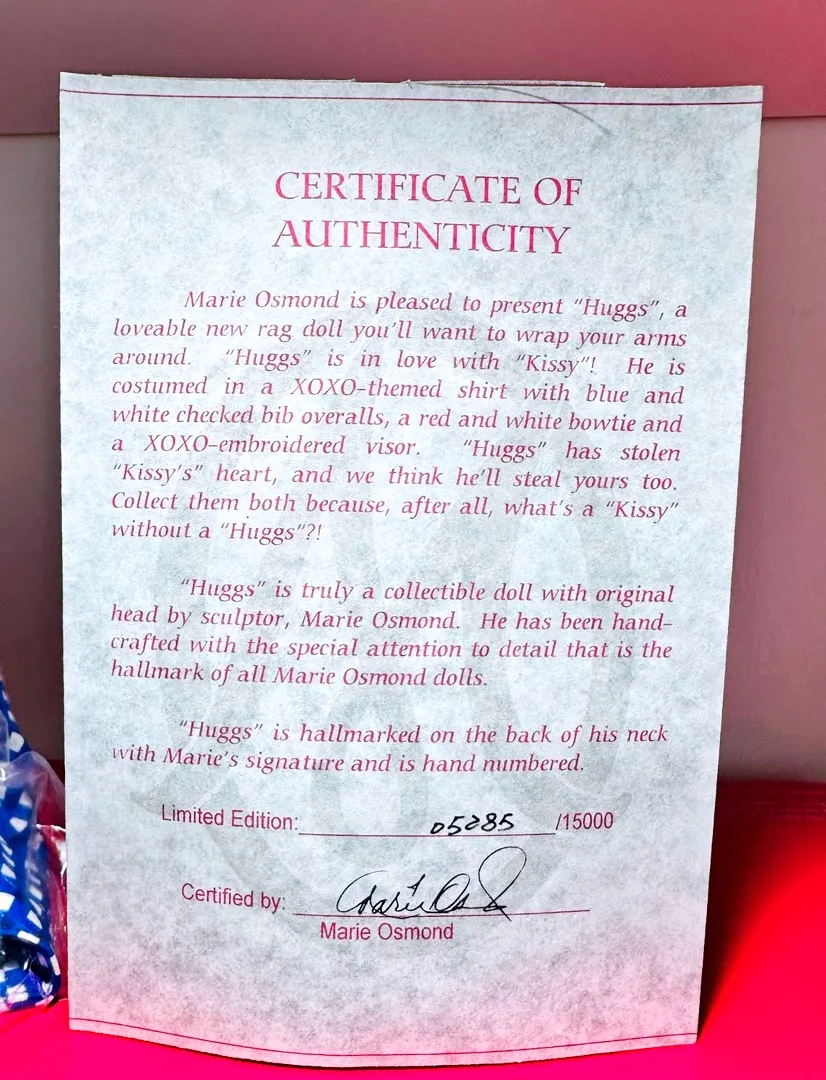 CERTIFICATE OF
AUTHENTICITY
Marie Osmond is pleased to present "Huggs", a
loveable new rag doll you'll want to wrap your arms
around. "Huggs" is in love with "Kissy"! He is
costumed in a XOXO-themed shirt with blue and
white checked bib overalls, a red and white bowtie and
a XOXO-embroidered visor. "Huggs" has stolen
"Kissy's" heart, and we think he'll steal yours too.
Collect them both because, after all, what's a "Kissy"
without a "Huggs"?!
"Huggs" is truly a collectible doll with original
head by sculptor, Marie Osmond. He has been hand-
crafted with the special attention to detail that is the
hallmark of all Marie Osmond dolls.
"Huggs" is hallmarked on the back of his neck
with Marie's signature and is hand numbered.
Limited Edition: 05285 /15000
Certified by: Marie Os
Marie Osmond